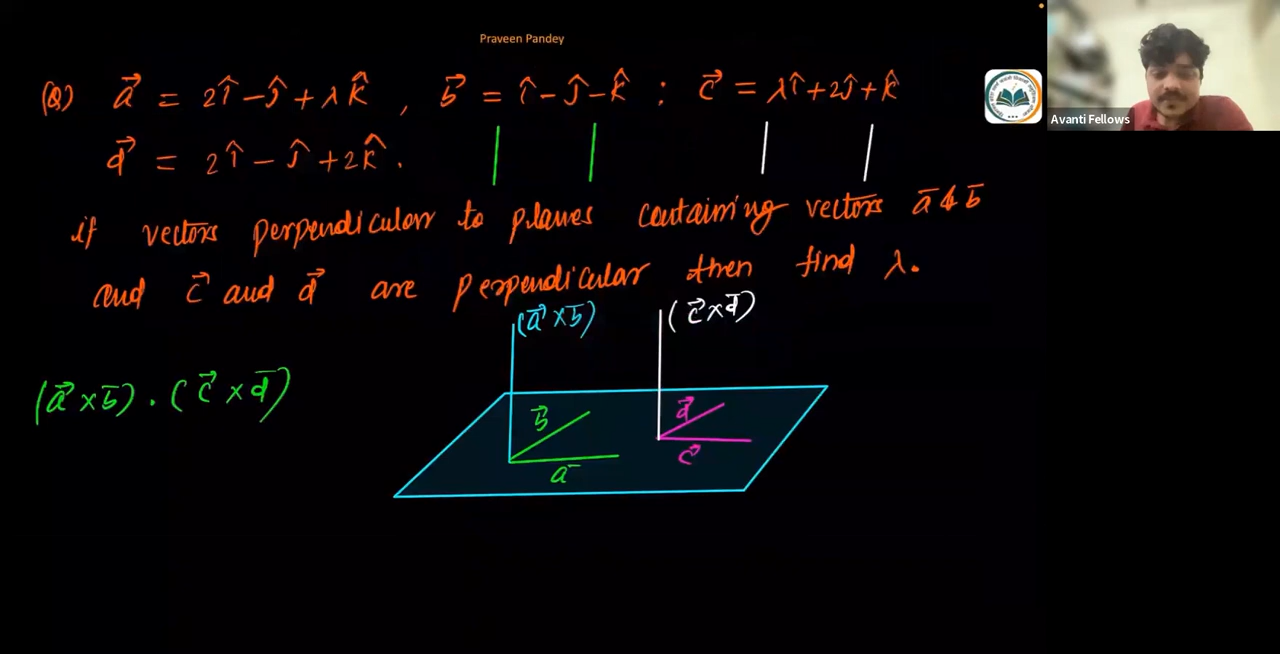 Praveen Pandey
(Q) a⃗ = 2î - ĵ + λk̂ , b⃗ = î - ĵ - k̂ : c⃗ = λî + 2ĵ + k̂
d⃗ = 2î - ĵ + 2k̂ .
if vectors perpendicular to planes containing vectors a̅ & b̅
and c⃗ and d⃗ are perpendicular then find λ.
(a⃗ × b̅) (c⃗ × d̅)
(a⃗ × b̅) . (c⃗ × d̅)
b⃗ d⃗
a̅ c⃗
Avanti Fellows